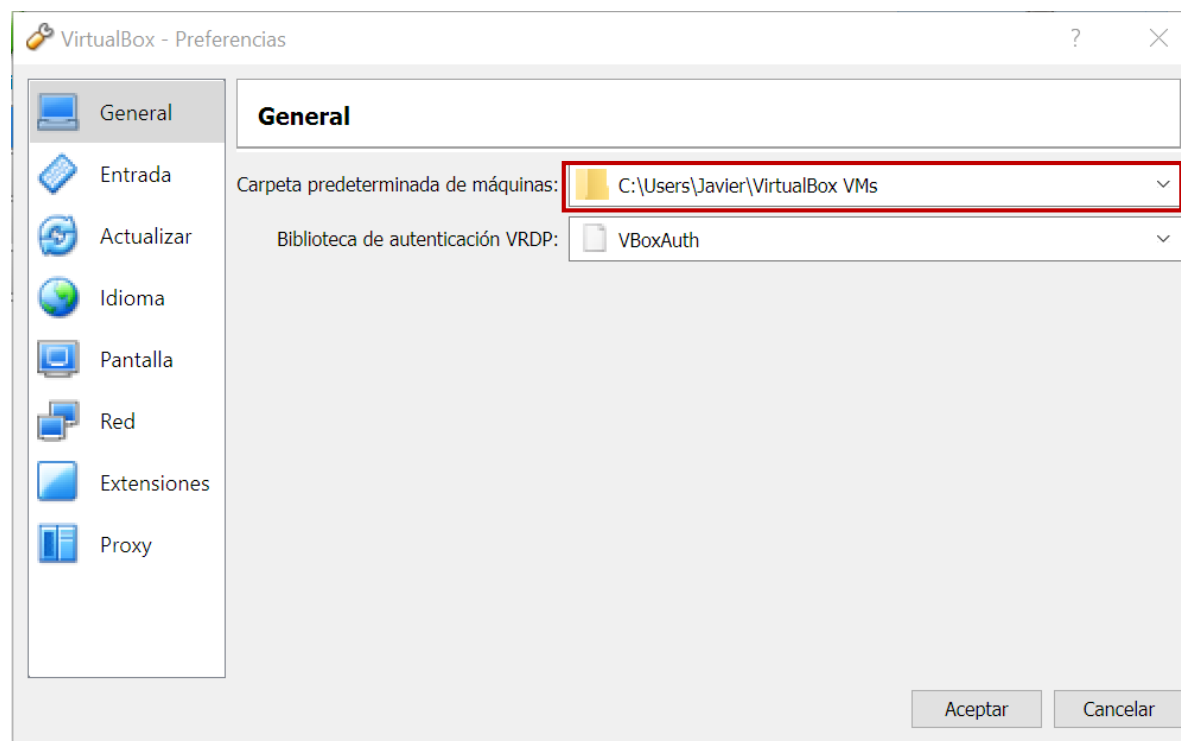 VirtualBox - Preferencias
General
Entrada
Actualizar
Idioma
Pantalla
Red
Extensiones
Proxy
General
Carpeta predeterminada de máquinas: C:\Users\Javier\VirtualBox VMs
Biblioteca de autenticación VRDP: VBoxAuth
Aceptar Cancelar